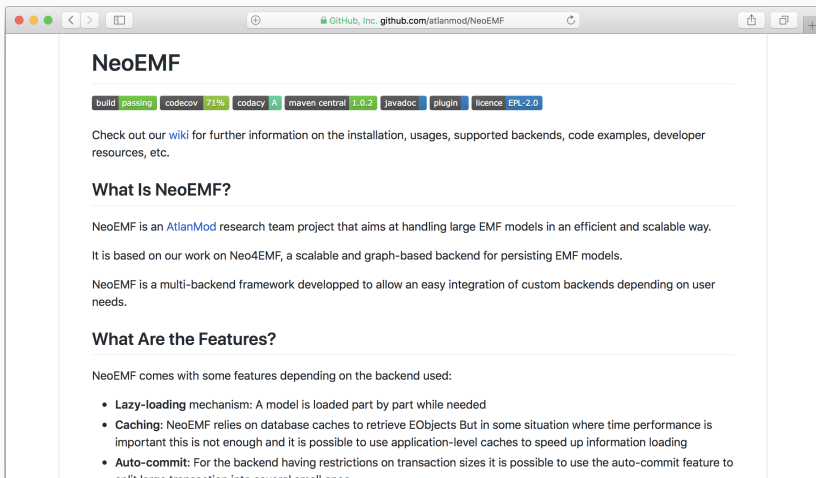 GitHub, Inc. github.com/atlanmod/NeoEMF
NeoEMF
build passing codecov 71% codacy A maven central 1.0.2 javadoc plugin licence EPL-2.0
Check out our wiki for further information on the installation, usages, supported backends, code examples, developer
resources, etc.
What Is NeoEMF?
NeoEMF is an AtlanMod research team project that aims at handling large EMF models in an efficient and scalable way.
It is based on our work on Neo4EMF, a scalable and graph-based backend for persisting EMF models.
NeoEMF is a multi-backend framework developped to allow an easy integration of custom backends depending on user
needs.
What Are the Features?
NeoEMF comes with some features depending on the backend used:
• Lazy-loading mechanism: A model is loaded part by part while needed
• Caching: NeoEMF relies on database caches to retrieve EObjects But in some situation where time performance is
important this is not enough and it is possible to use application-level caches to speed up information loading
• Auto-commit: For the backend having restrictions on transaction sizes it is possible to use the auto-commit feature to